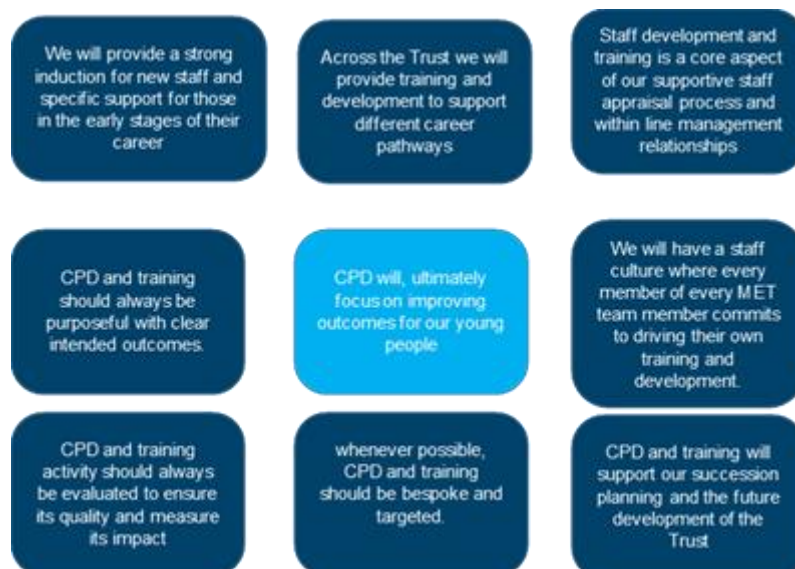 We will provide a strong
induction for new staff and
specific support for those
in the early stages of their
career
Across the Trust we will
provide training and
development to support
different career
pathways
Staff development and
training is a core aspect
of our supportive staff
appraisal process and
within line management
relationships
CPD and training
should always be
purposeful with clear
intended outcomes.
CPD will, ultimately
focus on improving
outcomes for our young
people
We will have a staff
culture where every
member of every MET
team member commits
to driving their own
training and
development.
CPD and training
activity should always
be evaluated to ensure
its quality and measure
its impact
whenever possible,
CPD and training
should be bespoke and
targeted.
CPD and training will
support our succession
planning and the future
development of the
Trust